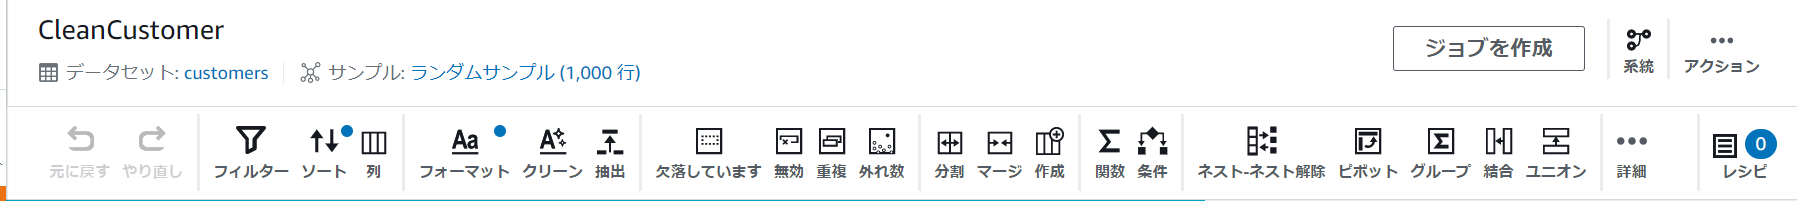 CleanCustomer
データセット: customers
サンプル: ランダムサンプル (1,000 行)
ジョブを作成
系統
アクション
元に戻す やり直し フィルター ソート 列 フォーマット クリーン 抽出 欠落しています 無効 重複 外れ数 分割 マージ 作成 関数 条件 ネスト-ネスト解除 ピボット グループ 結合 ユニオン 詳細 レシピ
0